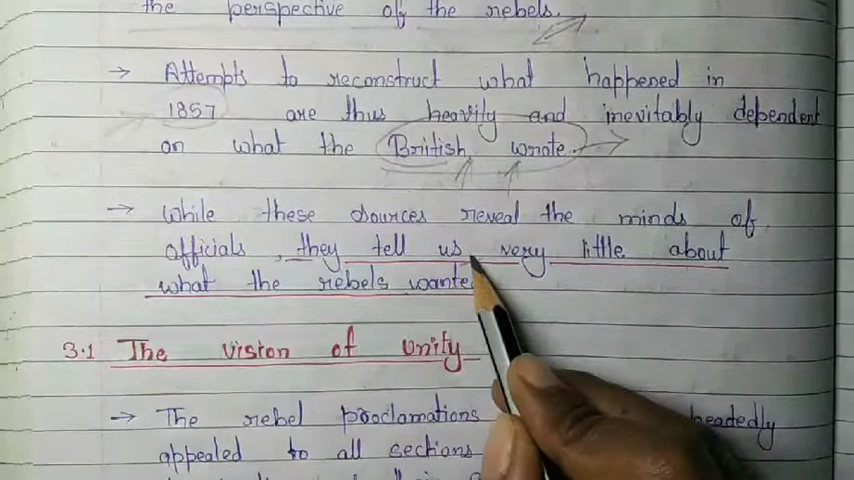 the perspective of the rebels.
→ Attempts to reconstruct what happened in
1857 are thus heavity and inevitably dependent
on what the British wrote.
→ While these sources reveal the minds of
officials, they tell us very little about
what the rebels wante
3.1 The vision of Unity
→ The rebel proclamations headedly
appealed to all sections